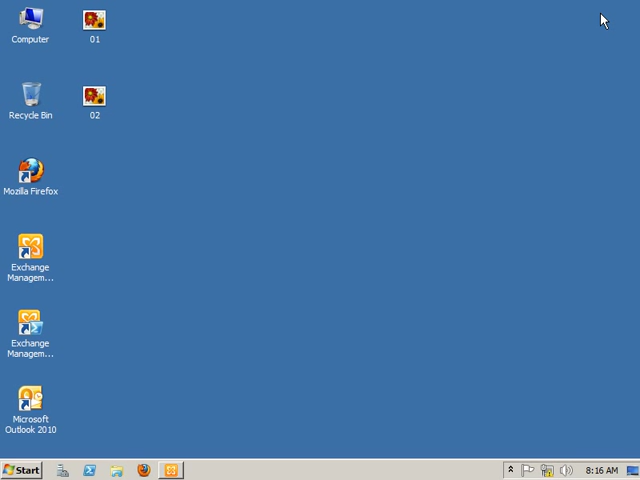 Computer
01
Recycle Bin
02
Mozilla Firefox
Exchange
Managem...
Exchange
Managem...
Microsoft
Outlook 2010
Start
8:16 AM